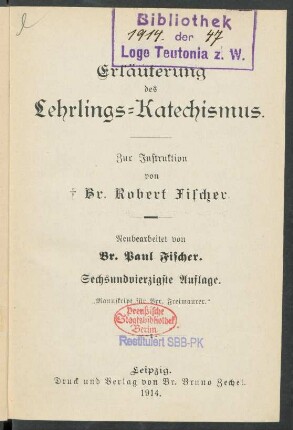 Bibliothek
1914. der 47
Loge Teutonia z. W.
Erläuterung
des
Lehrlings-Katechismus.
Zur Instruktion
von
† Br. Robert Fischer.
Neubearbeitet von
Br. Paul Fischer.
Sechsundvierzigste Auflage.
„Manuskript für Brr. Freimaurer.“
Preußische
Staatsbibliothek
Berlin
Restituiert SBB-PK
Leipzig.
Druck und Verlag von Br. Bruno Zechel.
1914.